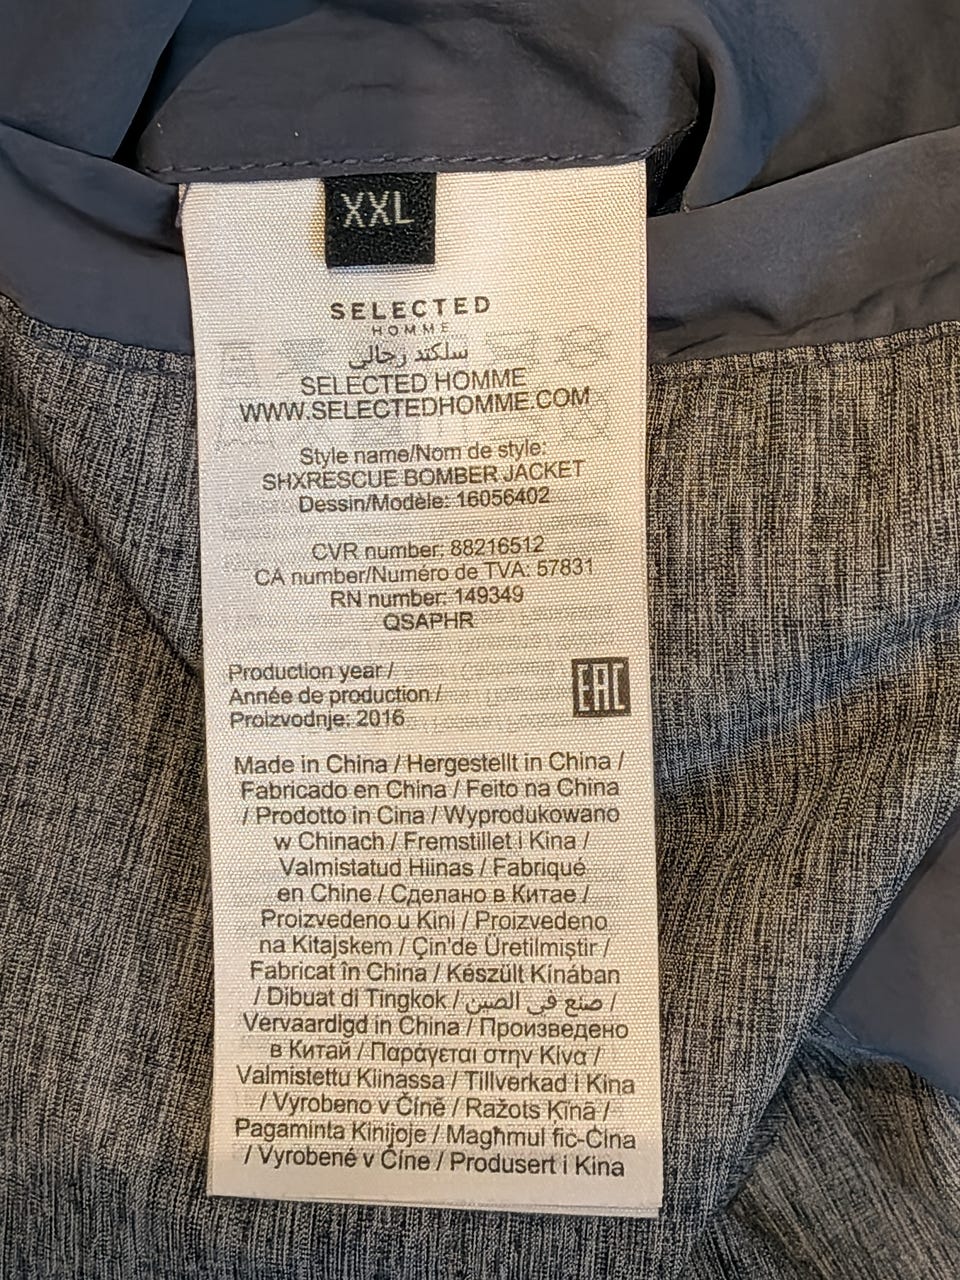 XXL
SELECTED
HOMME
سلكتد رجالي
SELECTED HOMME
WWW.SELECTEDHOMME.COM
Style name/Nom de style:
SHXRESCUE BOMBER JACKET
Dessin/Modèle: 16056402
CVR number: 88216512
CA number/Numéro de TVA: 57831
RN number: 149349
QSAPHR
Production year /
Année de production /
Proizvodnje: 2016
EAC
Made in China / Hergestellt in China /
Fabricado en China / Feito na China
/ Prodotto in Cina / Wyprodukowano
w Chinach / Fremstillet i Kina /
Valmistatud Hiinas / Fabriqué
en Chine / Сделано в Китае /
Proizvedeno u Kini / Proizvedeno
na Kitajskem / Çin'de Üretilmiştir /
Fabricat în China / Készült Kínában
/ Dibuat di Tingkok / صنع في الصين /
Vervaardigd in China / Произведено
в Китай / Παράγεται στην Κίνα /
Valmistettu Kiinassa / Tillverkad i Kina
/ Vyrobeno v Číně / Ražots Ķīnā /
Pagaminta Kinijoje / Magħmul fiċ-Ċina
/ Vyrobené v Číne / Produsert i Kina